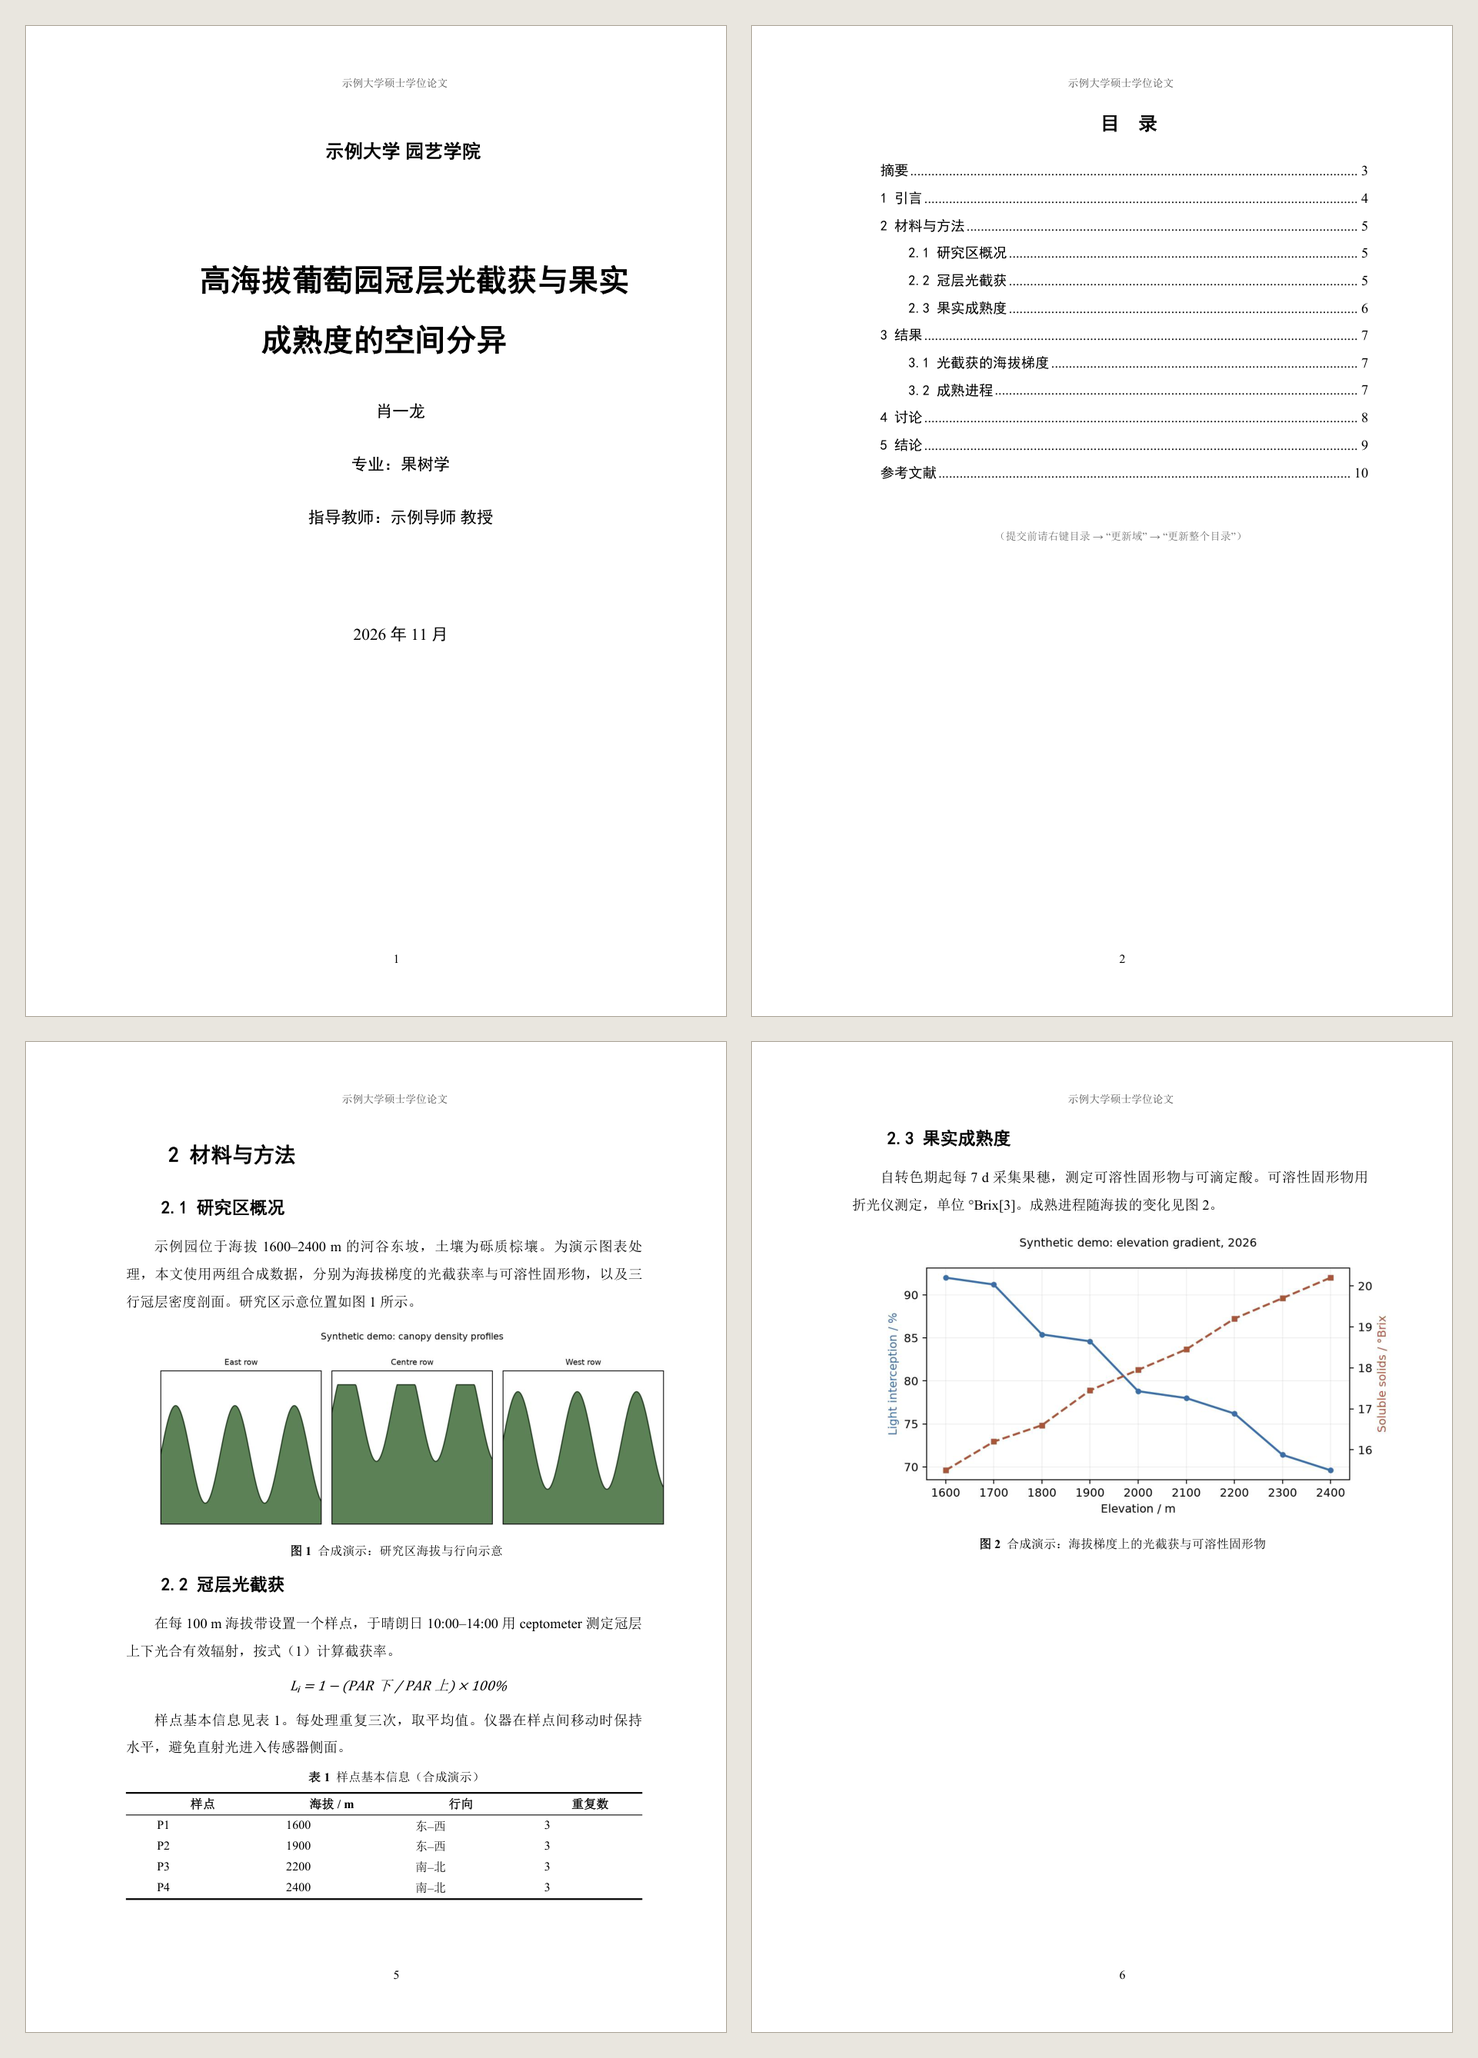 示例大学硕士学位论文
示例大学 园艺学院
高海拔葡萄园冠层光截获与果实
成熟度的空间分异
肖一龙
专业：果树学
指导教师：示例导师 教授
2026 年 11 月
1
示例大学硕士学位论文
目 录
摘要 3
1 引言 4
2 材料与方法 5
2.1 研究区概况 5
2.2 冠层光截获 5
2.3 果实成熟度 6
3 结果 7
3.1 光截获的海拔梯度 7
3.2 成熟进程 7
4 讨论 8
5 结论 9
参考文献 10
（提交前请右键目录 → “更新域” → “更新整个目录”）
2
示例大学硕士学位论文
2 材料与方法
2.1 研究区概况
示例园位于海拔 1600–2400 m 的河谷东坡，土壤为砾质棕壤。为演示图表处
理，本文使用两组合成数据，分别为海拔梯度的光截获率与可溶性固形物，以及三
行冠层密度剖面。研究区示意位置如图 1 所示。
Synthetic demo: canopy density profiles
East row Centre row West row
图 1 合成演示：研究区海拔与行向示意
2.2 冠层光截获
在每 100 m 海拔带设置一个样点，于晴朗日 10:00–14:00 用 ceptometer 测定冠层
上下光合有效辐射，按式（1）计算截获率。
Lᵢ = 1 − (PAR 下 / PAR 上) × 100%
样点基本信息见表 1。每处理重复三次，取平均值。仪器在样点间移动时保持
水平，避免直射光进入传感器侧面。
表 1 样点基本信息（合成演示）
样点 海拔 / m 行向 重复数
P1 1600 东–西 3
P2 1900 东–西 3
P3 2200 南–北 3
P4 2400 南–北 3
5
示例大学硕士学位论文
2.3 果实成熟度
自转色期起每 7 d 采集果穗，测定可溶性固形物与可滴定酸。可溶性固形物用
折光仪测定，单位 °Brix[3]。成熟进程随海拔的变化见图 2。
Synthetic demo: elevation gradient, 2026
Light interception / %
90
85
80
75
70
20
19
18
17
16
Soluble solids / °Brix
1600 1700 1800 1900 2000 2100 2200 2300 2400
Elevation / m
图 2 合成演示：海拔梯度上的光截获与可溶性固形物
6